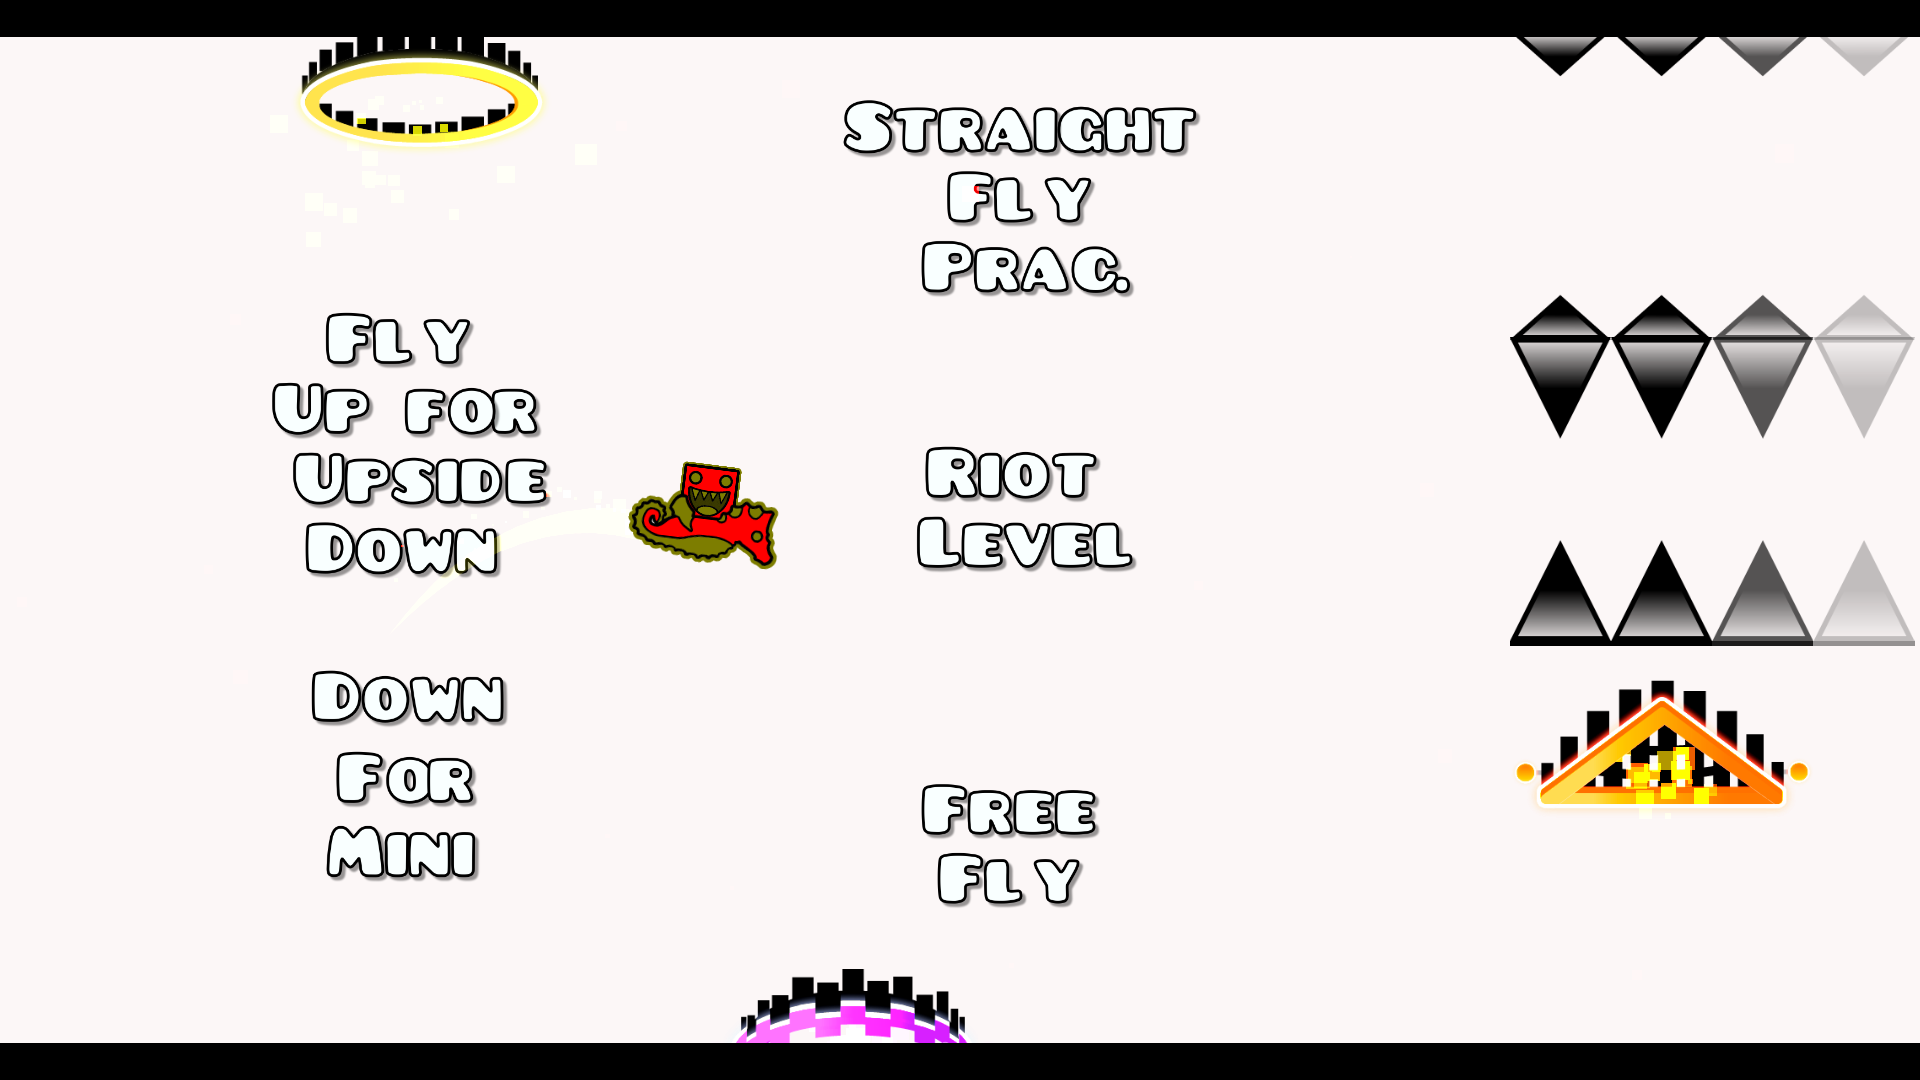 Straight
Fly
Prac.
Fly
Up for
Upside
Down
Riot
Level
Down
For
Mini
Free
Fly